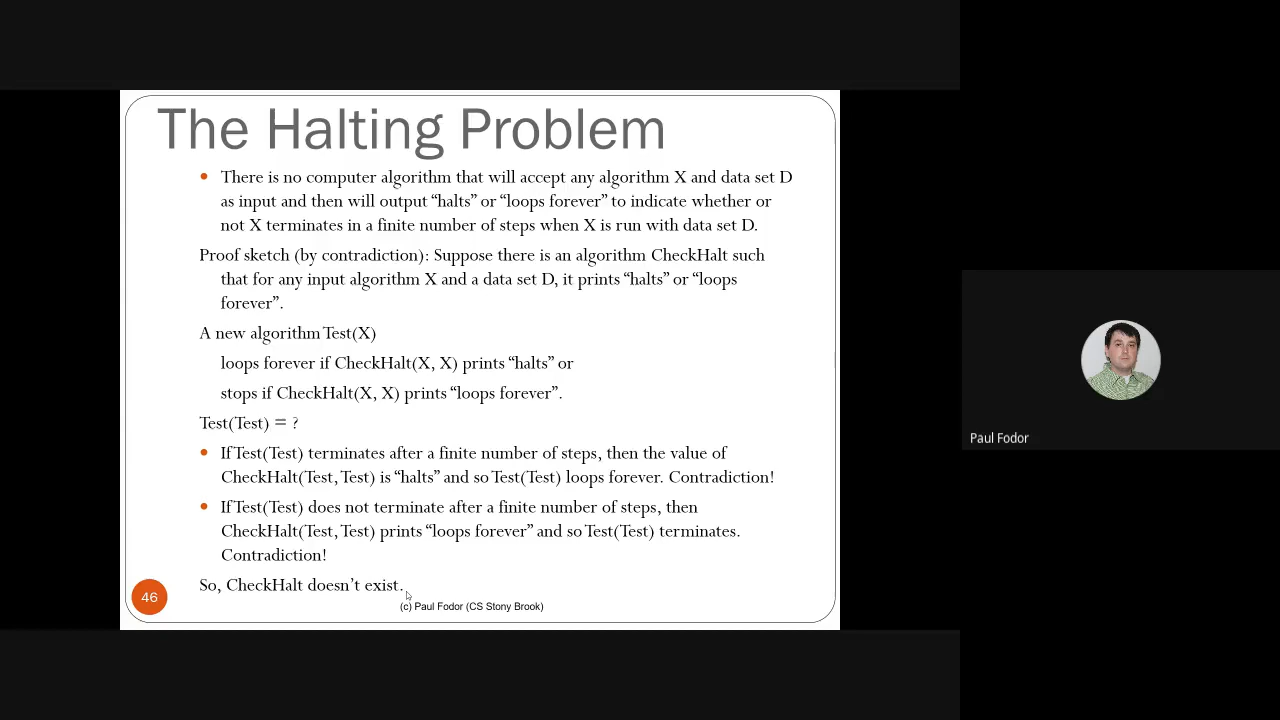 The Halting Problem
There is no computer algorithm that will accept any algorithm X and data set D
as input and then will output “halts” or “loops forever” to indicate whether or
not X terminates in a finite number of steps when X is run with data set D.
Proof sketch (by contradiction): Suppose there is an algorithm CheckHalt such
that for any input algorithm X and a data set D, it prints “halts” or “loops
forever”.
A new algorithm Test(X)
loops forever if CheckHalt(X, X) prints “halts” or
stops if CheckHalt(X, X) prints “loops forever”.
Test(Test) = ?
If Test(Test) terminates after a finite number of steps, then the value of
CheckHalt(Test, Test) is “halts” and so Test(Test) loops forever. Contradiction!
If Test(Test) does not terminate after a finite number of steps, then
CheckHalt(Test, Test) prints “loops forever” and so Test(Test) terminates.
Contradiction!
So, CheckHalt doesn’t exist.
46
(c) Paul Fodor (CS Stony Brook)
Paul Fodor